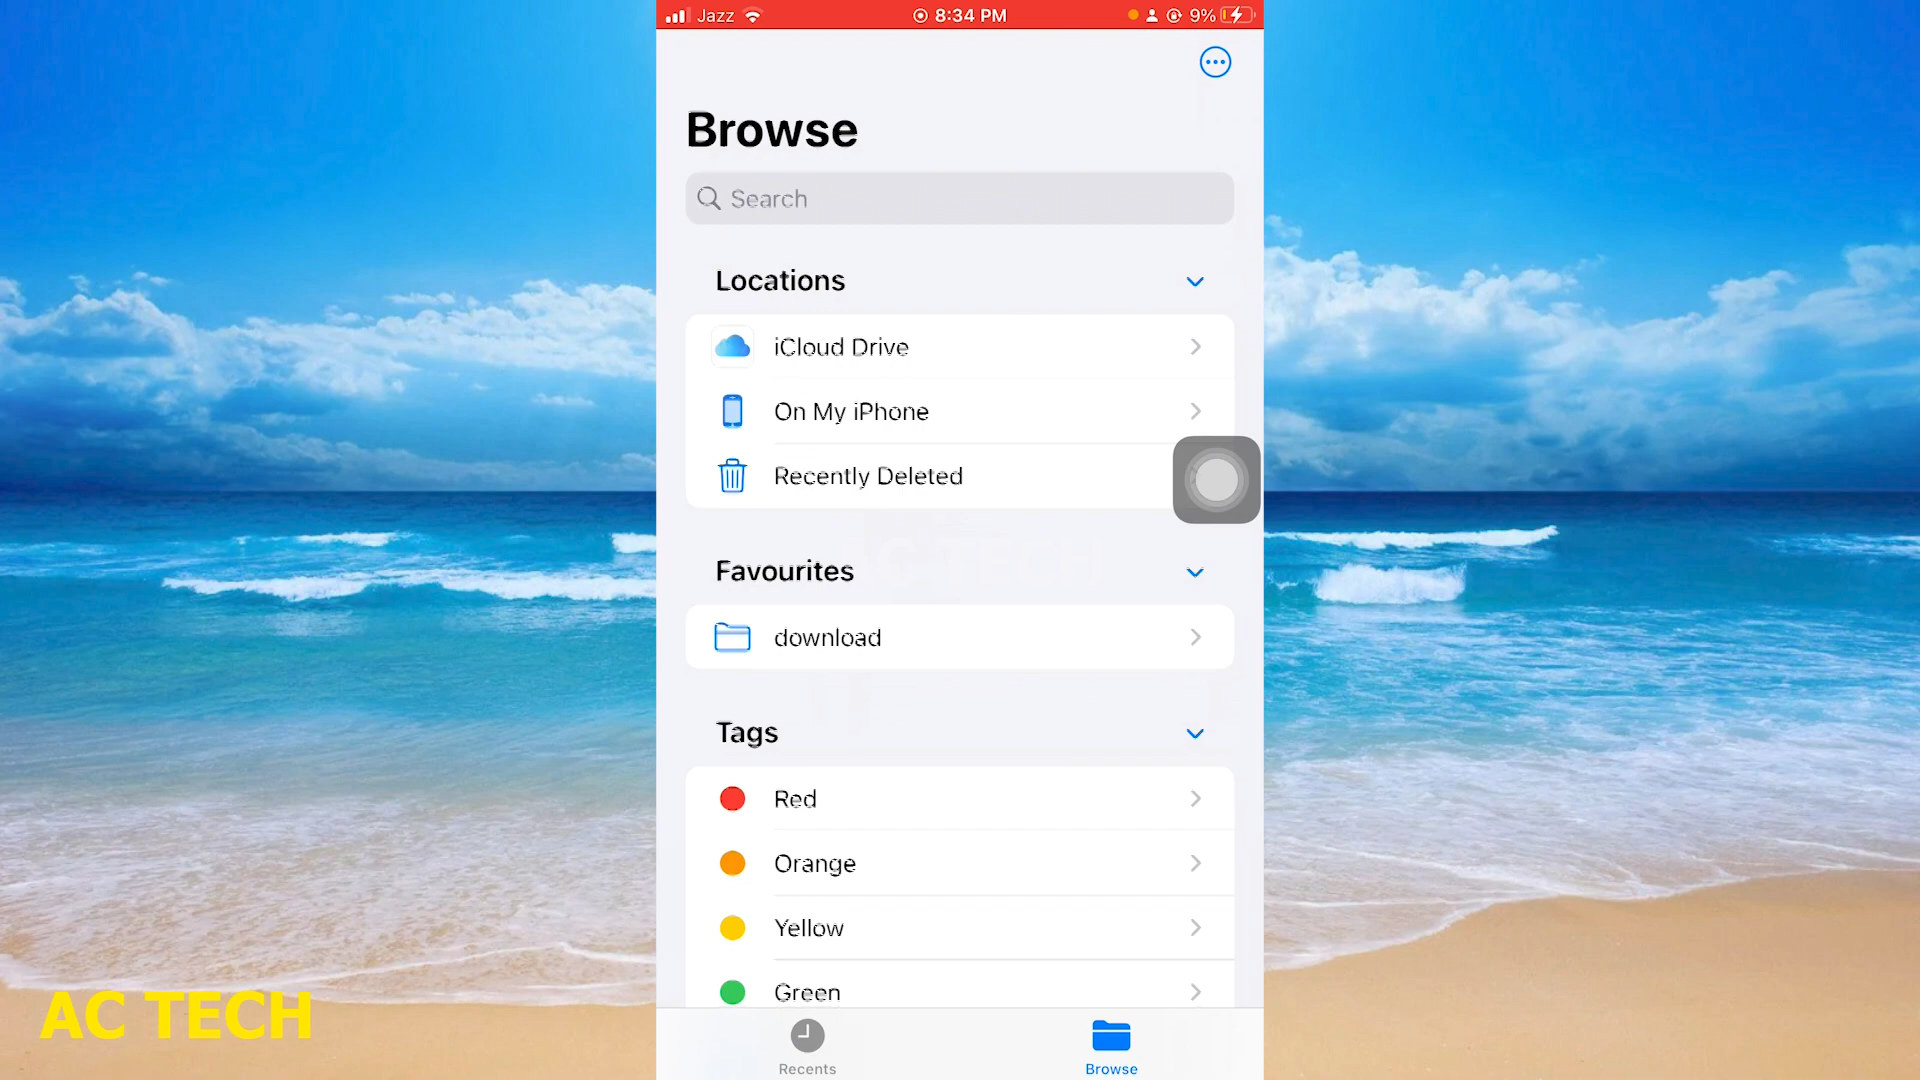 Jazz 8:34 PM 9%
Browse
Search
Locations
iCloud Drive
On My iPhone
Recently Deleted
Favourites
download
Tags
Red
Orange
Yellow
Green
Recents Browse
AC TECH